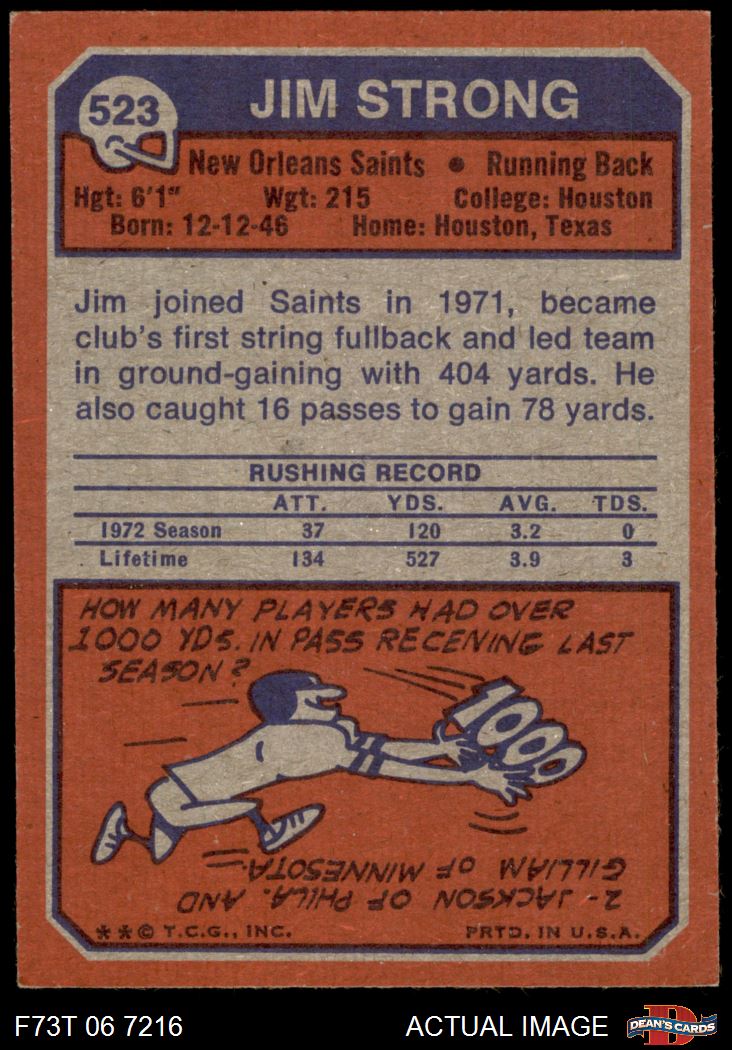 523
JIM STRONG
New Orleans Saints • Running Back
Hgt: 6'1" Wgt: 215 College: Houston
Born: 12-12-46 Home: Houston, Texas
Jim joined Saints in 1971, became
club's first string fullback and led team
in ground-gaining with 404 yards. He
also caught 16 passes to gain 78 yards.
RUSHING RECORD
ATT. YDS. AVG. TDS.
1972 Season 37 120 3.2 0
Lifetime 134 527 3.9 3
HOW MANY PLAYERS HAD OVER
1000 YDS. IN PASS RECEIVING LAST
SEASON?
1000
2- JACKSON OF PHILA. AND
GILLIAM OF MINNESOTA.
**© T.C.G., INC. PRTD. IN U.S.A.
F73T 06 7216 ACTUAL IMAGE
D
DEAN'S CARDS